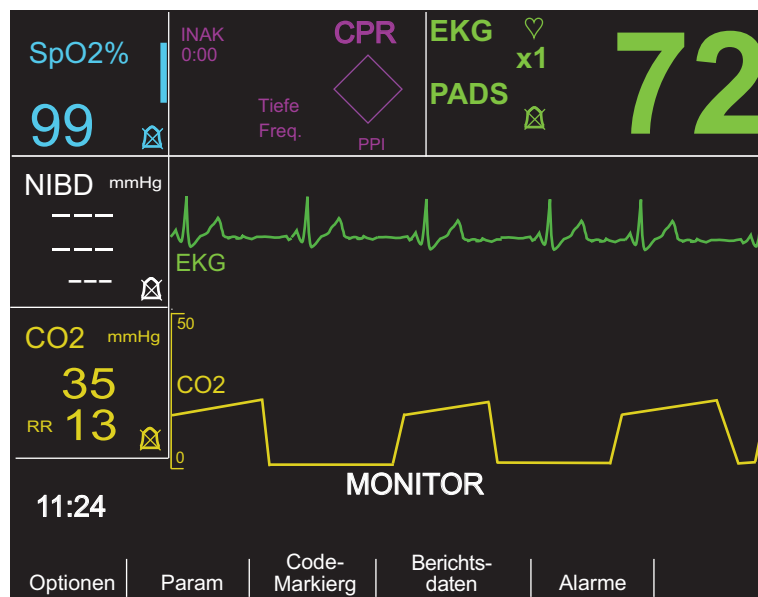 SpO2%
99
INAK
0:00
CPR
Tiefe
Freq.
PPI
EKG
x1
PADS
72
NIBD mmHg
---
---
---
EKG
CO2 mmHg
35
RR 13
50
CO2
0
MONITOR
11:24
Optionen
Param
Code-
Markierg
Berichts-
daten
Alarme